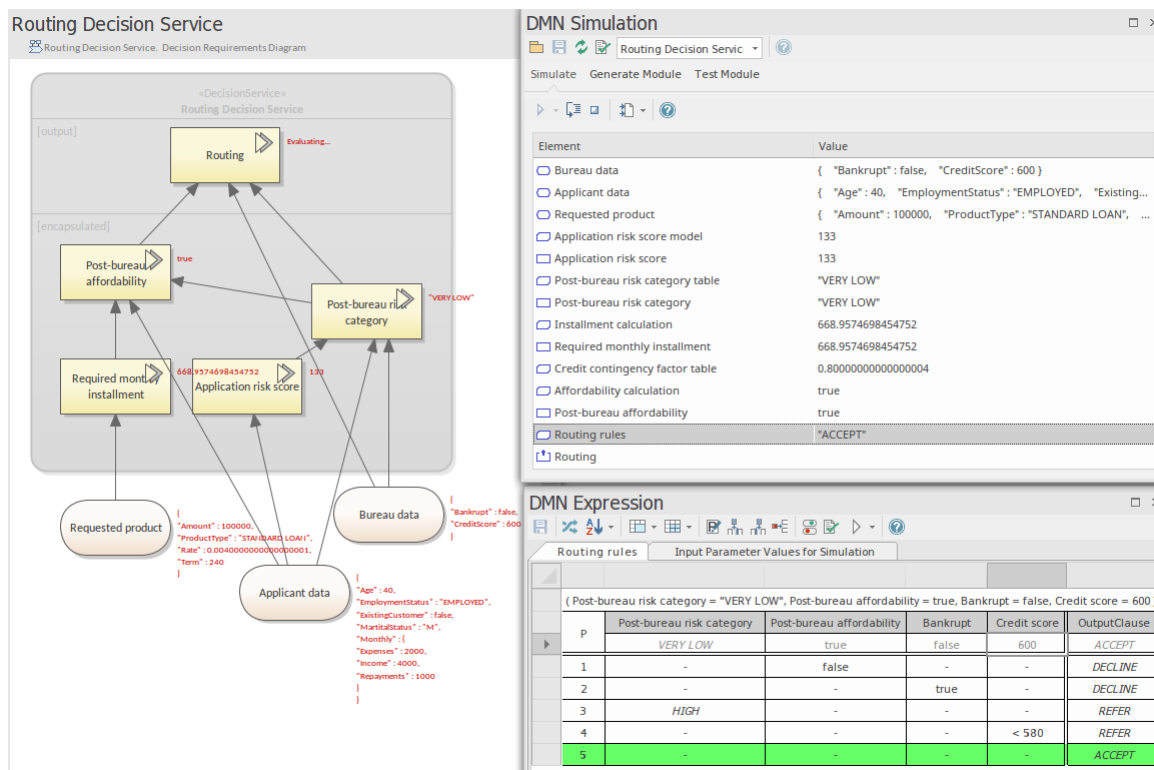 Routing Decision Service
Routing Decision Service. Decision Requirements Diagram
«DecisionService»
Routing Decision Service
[output]
Routing
Evaluating...
[encapsulated]
Post-bureau
affordability
true
Post-bureau
category
"VERY LOW"
Required
installment
668.9574698454752
Application risk score
133
Requested product
{
"Amount" : 100000,
"ProductType" : "STANDARD LOAN",
"Rate" : 0.0040000000000000001,
"Term" : 240
}
Bureau data
{
"Bankrupt" : false,
"CreditScore" : 600
}
Applicant data
{
"Age" : 40,
"EmploymentStatus" : "EMPLOYED",
"ExistingCustomer" : false,
"MartitalStatus" : "M",
"Monthly" : {
"Expenses" : 2000,
"Income" : 4000,
"Repayments" : 1000
}
}
DMN Simulation
Routing Decision Servic
Simulate Generate Module Test Module
Element Value
Bureau data { "Bankrupt" : false, "CreditScore" : 600 }
Applicant data { "Age" : 40, "EmploymentStatus" : "EMPLOYED", "Existing...
Requested product { "Amount" : 100000, "ProductType" : "STANDARD LOAN", ...
Application risk score model 133
Application risk score 133
Post-bureau risk category table "VERY LOW"
Post-bureau risk category "VERY LOW"
Installment calculation 668.9574698454752
Required monthly installment 668.9574698454752
Credit contingency factor table 0.80000000000000004
Affordability calculation true
Post-bureau affordability true
Routing rules "ACCEPT"
Routing
DMN Expression
Routing rules Input Parameter Values for Simulation
( Post-bureau risk category = "VERY LOW", Post-bureau affordability = true, Bankrupt = false, Credit score = 600 )
P Post-bureau risk category Post-bureau affordability Bankrupt Credit score OutputClause
VERY LOW true false 600 ACCEPT
1 - false - - DECLINE
2 - - true - DECLINE
3 HIGH - - - REFER
4 - - - < 580 REFER
5 - - - - ACCEPT